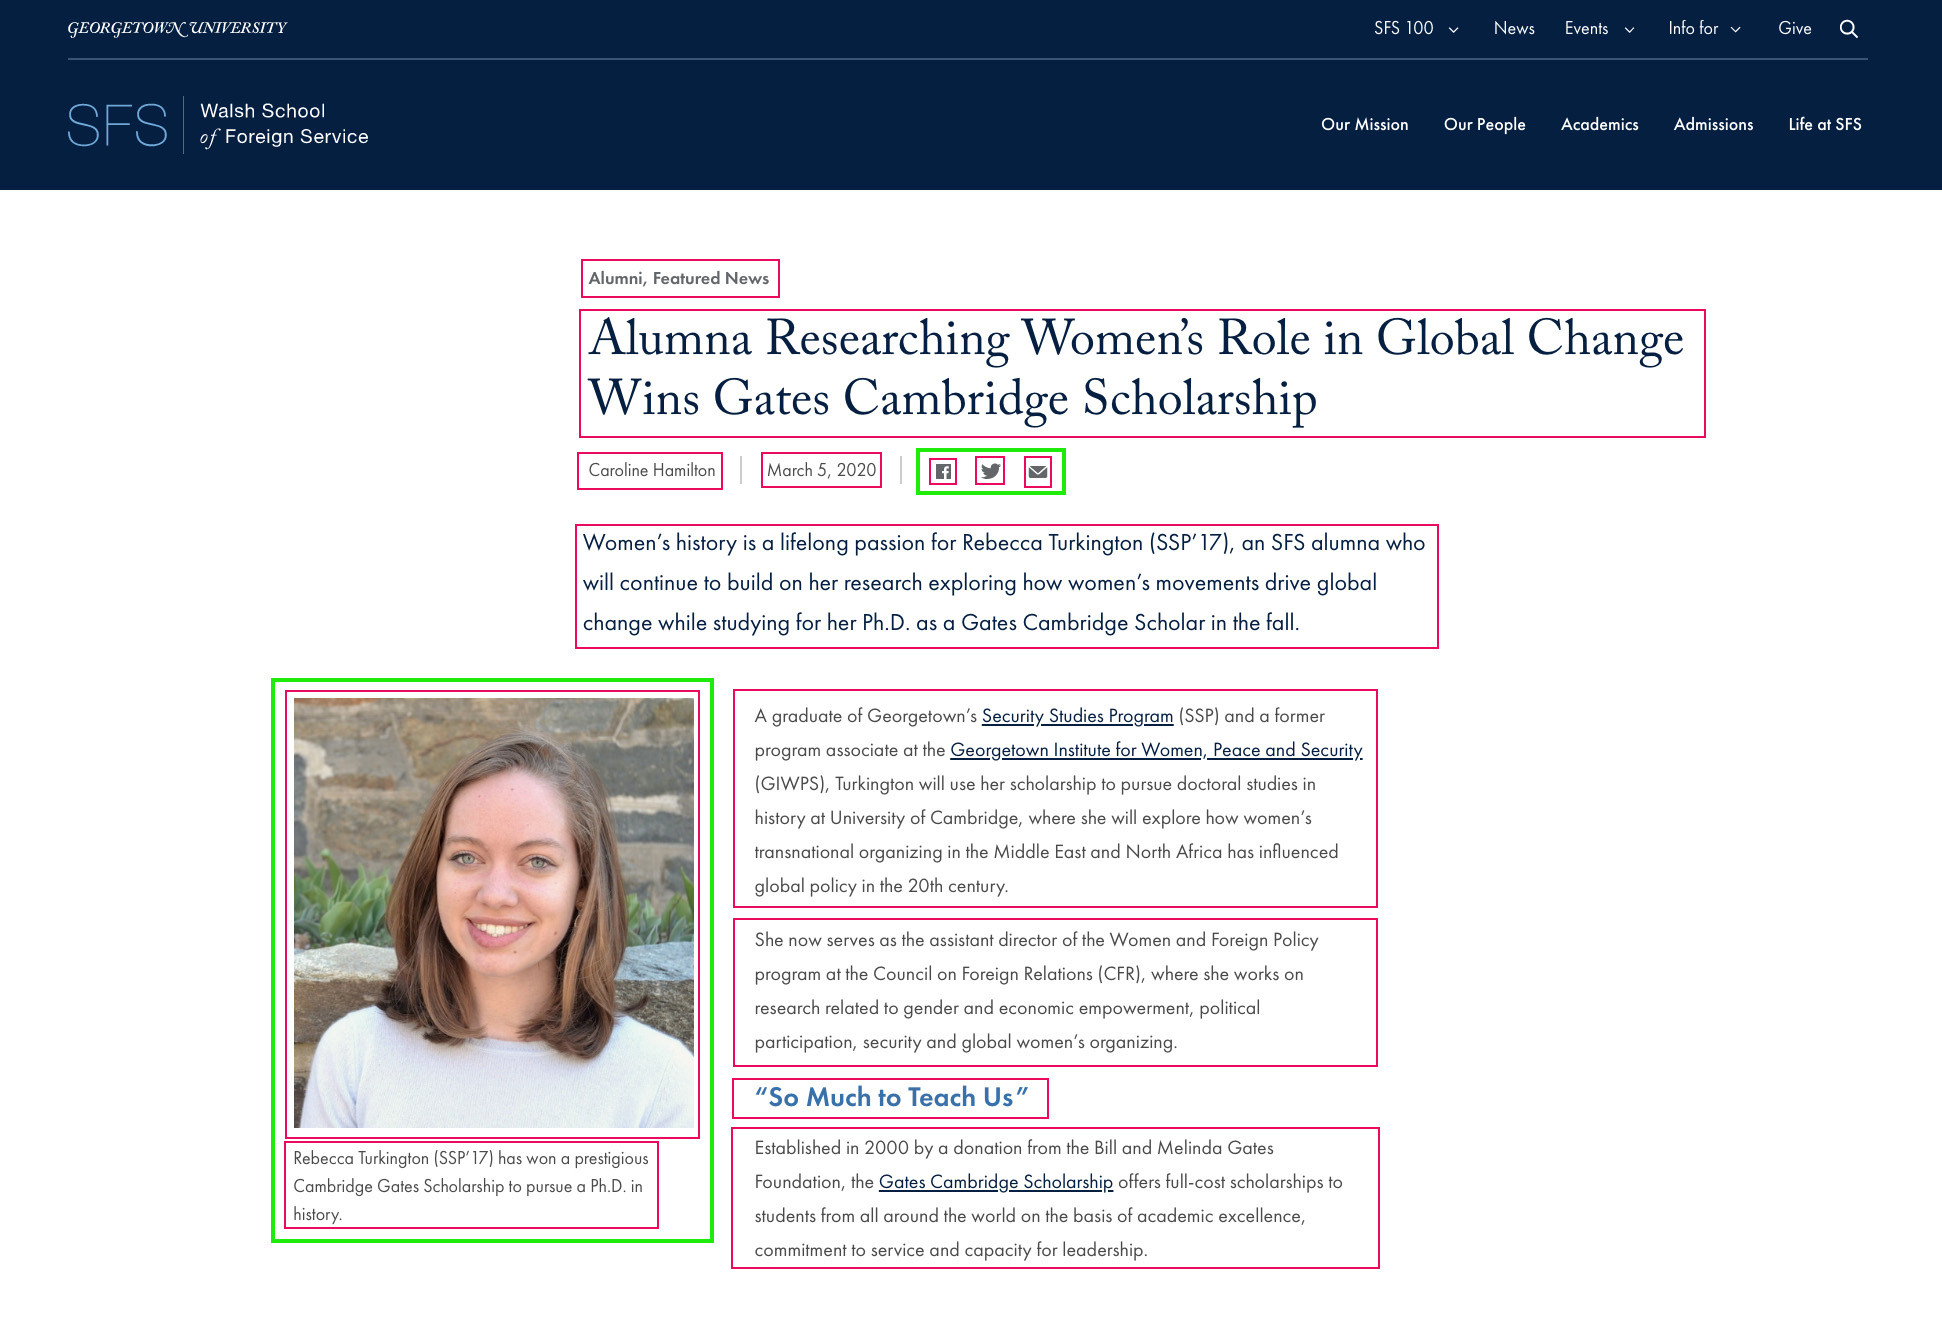 GEORGETOWN UNIVERSITY
SFS 100
News
Events
Info for
Give
SFS
Walsh School
of Foreign Service
Our Mission
Our People
Academics
Admissions
Life at SFS
Alumni, Featured News
Alumna Researching Women’s Role in Global Change
Wins Gates Cambridge Scholarship
Caroline Hamilton
March 5, 2020
Women’s history is a lifelong passion for Rebecca Turkington (SSP’17), an SFS alumna who
will continue to build on her research exploring how women’s movements drive global
change while studying for her Ph.D. as a Gates Cambridge Scholar in the fall.
Rebecca Turkington (SSP’17) has won a prestigious
Cambridge Gates Scholarship to pursue a Ph.D. in
history.
A graduate of Georgetown’s Security Studies Program (SSP) and a former
program associate at the Georgetown Institute for Women, Peace and Security
(GIWPS), Turkington will use her scholarship to pursue doctoral studies in
history at University of Cambridge, where she will explore how women’s
transnational organizing in the Middle East and North Africa has influenced
global policy in the 20th century.
She now serves as the assistant director of the Women and Foreign Policy
program at the Council on Foreign Relations (CFR), where she works on
research related to gender and economic empowerment, political
participation, security and global women’s organizing.
“So Much to Teach Us”
Established in 2000 by a donation from the Bill and Melinda Gates
Foundation, the Gates Cambridge Scholarship offers full-cost scholarships to
students from all around the world on the basis of academic excellence,
commitment to service and capacity for leadership.